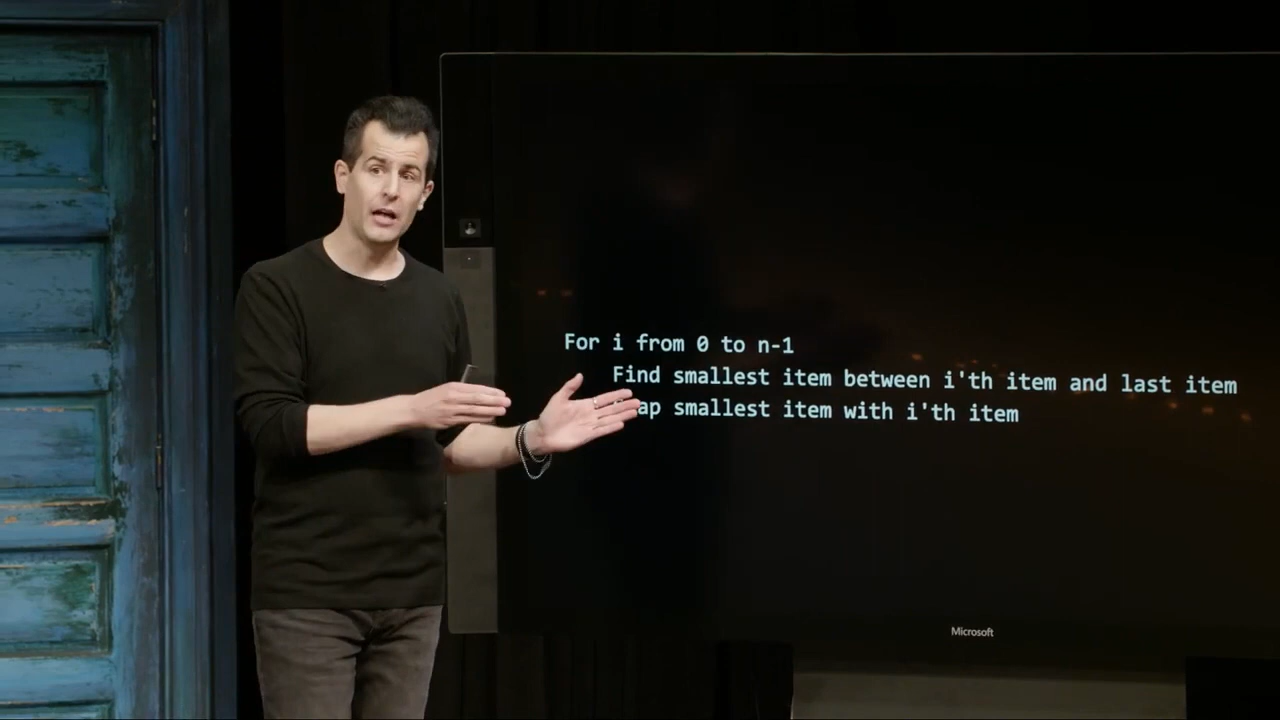 For i from 0 to n-1
Find smallest item between i'th item and last item
ap smallest item with i'th item
Microsoft